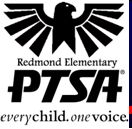 Redmond Elementary
PTSA®
everychild.onevoice.